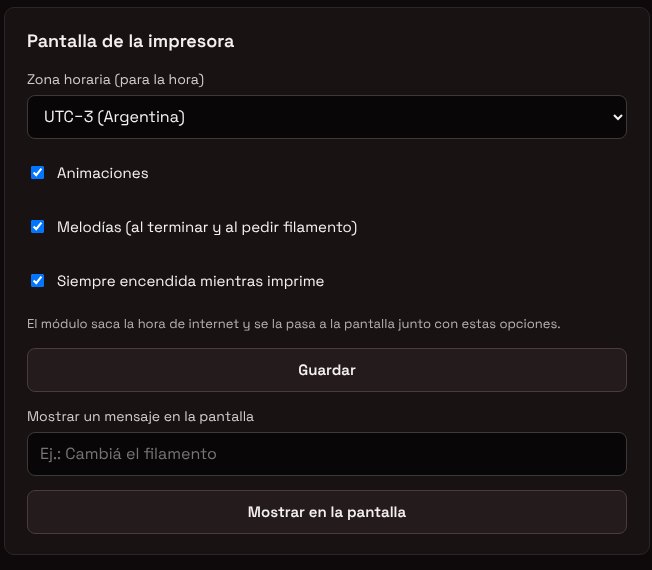 Pantalla de la impresora
Zona horaria (para la hora)
UTC−3 (Argentina)
Animaciones
Melodías (al terminar y al pedir filamento)
Siempre encendida mientras imprime
El módulo saca la hora de internet y se la pasa a la pantalla junto con estas opciones.
Guardar
Mostrar un mensaje en la pantalla
Ej.: Cambiá el filamento
Mostrar en la pantalla